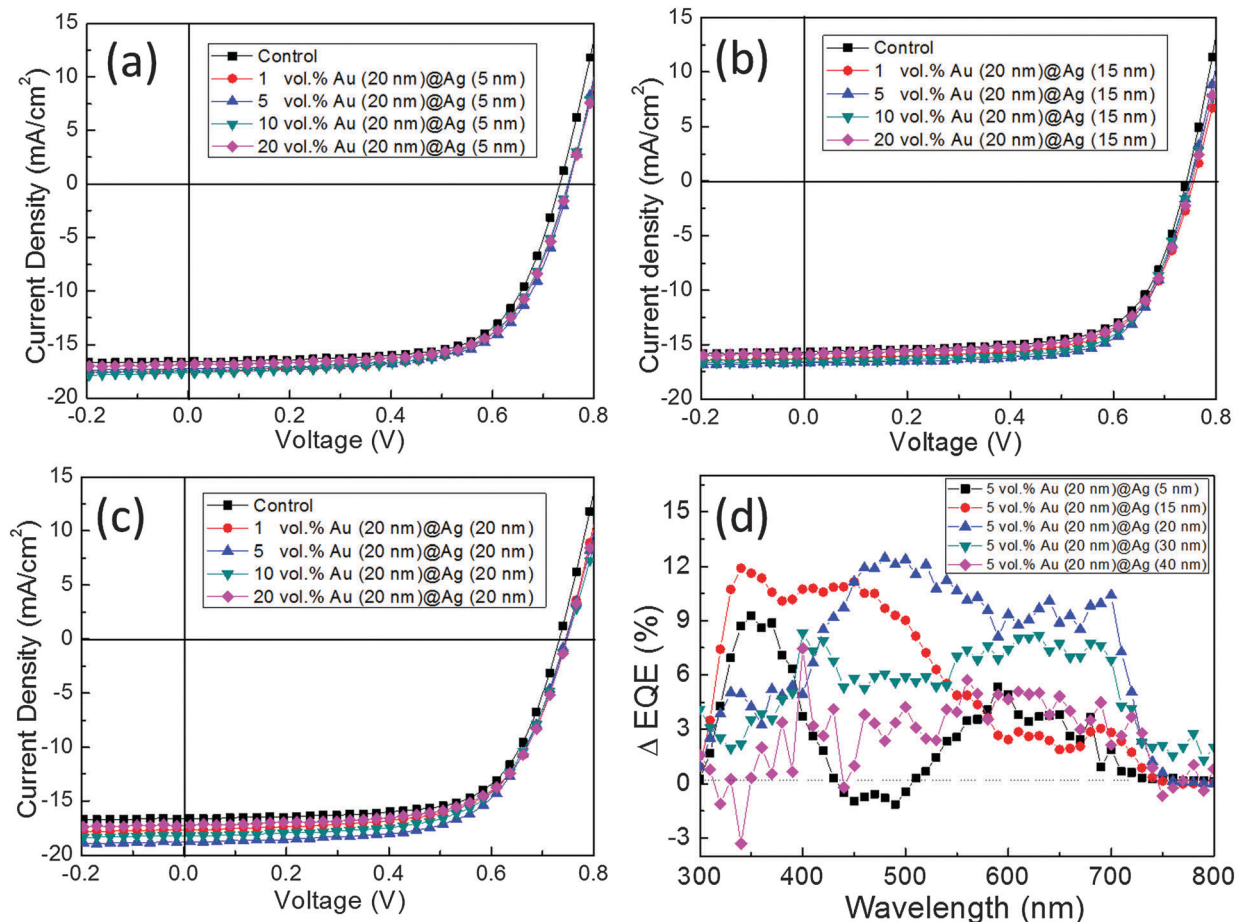 (a)
Control
1 vol.% Au (20 nm)@Ag (5 nm)
5 vol.% Au (20 nm)@Ag (5 nm)
10 vol.% Au (20 nm)@Ag (5 nm)
20 vol.% Au (20 nm)@Ag (5 nm)
Current Density (mA/cm²)
15
10
5
0
-5
-10
-15
-20
-0.2
0.0
0.2
0.4
0.6
0.8
Voltage (V)
(b)
Control
1 vol.% Au (20 nm)@Ag (15 nm)
5 vol.% Au (20 nm)@Ag (15 nm)
10 vol.% Au (20 nm)@Ag (15 nm)
20 vol.% Au (20 nm)@Ag (15 nm)
Current density (mA/cm²)
15
10
5
0
-5
-10
-15
-20
-0.2
0.0
0.2
0.4
0.6
0.8
Voltage (V)
(c)
Control
1 vol.% Au (20 nm)@Ag (20 nm)
5 vol.% Au (20 nm)@Ag (20 nm)
10 vol.% Au (20 nm)@Ag (20 nm)
20 vol.% Au (20 nm)@Ag (20 nm)
Current Density (mA/cm²)
15
10
5
0
-5
-10
-15
-20
-0.2
0.0
0.2
0.4
0.6
0.8
Voltage (V)
(d)
5 vol.% Au (20 nm)@Ag (5 nm)
5 vol.% Au (20 nm)@Ag (15 nm)
5 vol.% Au (20 nm)@Ag (20 nm)
5 vol.% Au (20 nm)@Ag (30 nm)
5 vol.% Au (20 nm)@Ag (40 nm)
Δ EQE (%)
15
12
9
6
3
0
-3
300
400
500
600
700
800
Wavelength (nm)